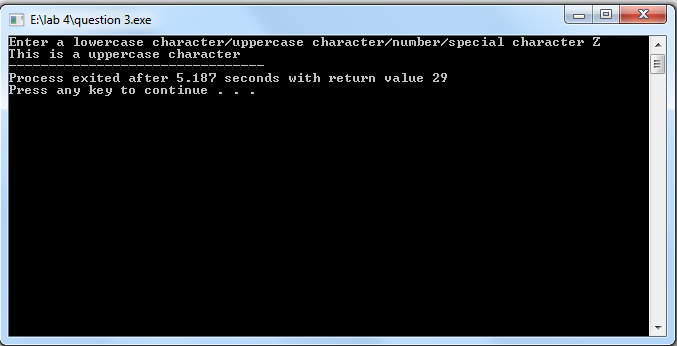 E:\lab 4\question 3.exe
Enter a lowercase character/uppercase character/number/special character Z
This is a uppercase character
--------------------------------
Process exited after 5.187 seconds with return value 29
Press any key to continue . . .